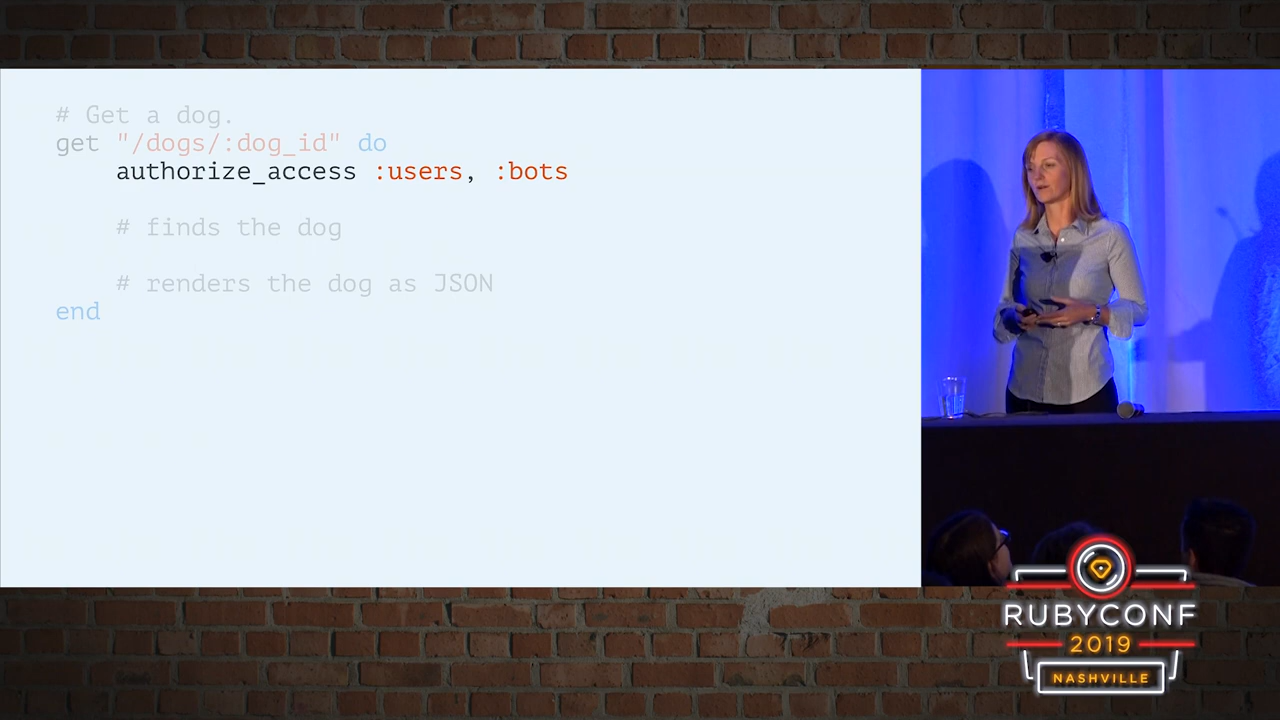 # Get a dog.
get "/dogs/:dog_id" do
    authorize_access :users, :bots
    # finds the dog
    # renders the dog as JSON
end
RUBYCONF
2019
NASHVILLE